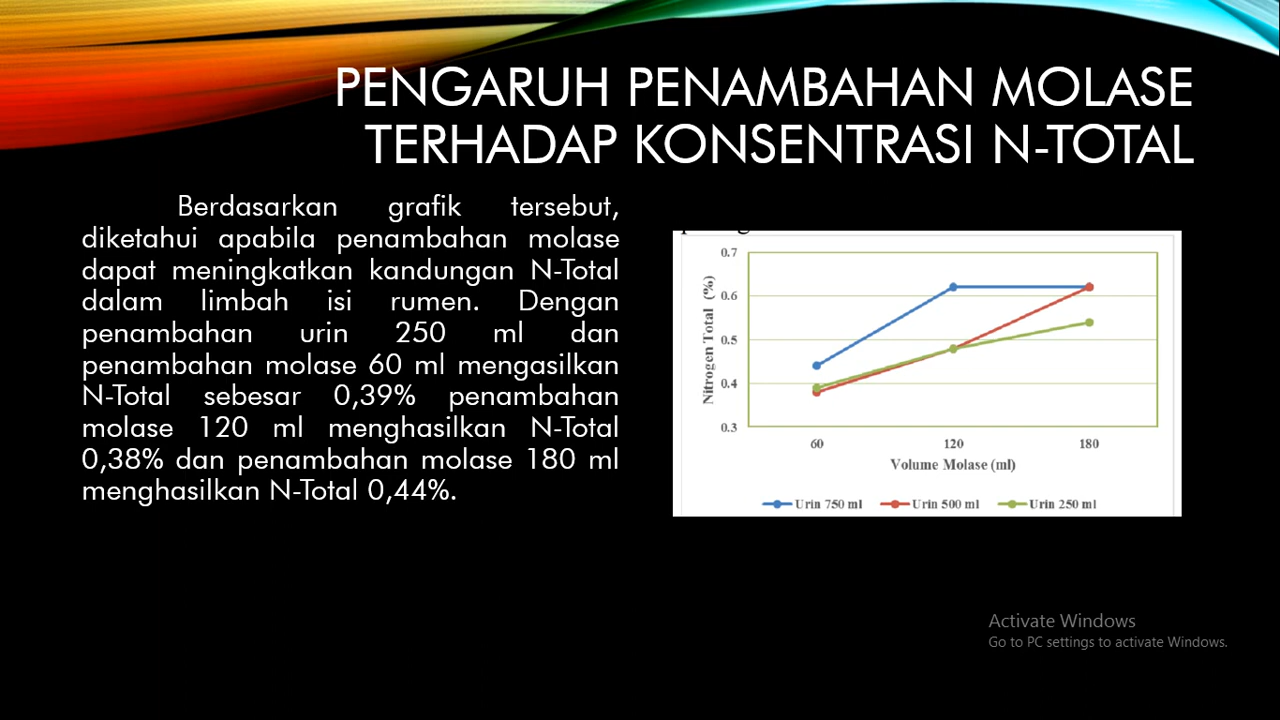 PENGARUH PENAMBAHAN MOLASE
TERHADAP KONSENTRASI N-TOTAL
Berdasarkan grafik tersebut,
diketahui apabila penambahan molase
dapat meningkatkan kandungan N-Total
dalam limbah isi rumen. Dengan
penambahan urin 250 ml dan
penambahan molase 60 ml mengasilkan
N-Total sebesar 0,39% penambahan
molase 120 ml menghasilkan N-Total
0,38% dan penambahan molase 180 ml
menghasilkan N-Total 0,44%.
0.7
0.6
0.5
0.4
0.3
Nitrogen Total (%)
60 120 180
Volume Molase (ml)
Urin 750 ml Urin 500 ml Urin 250 ml
Activate Windows
Go to PC settings to activate Windows.